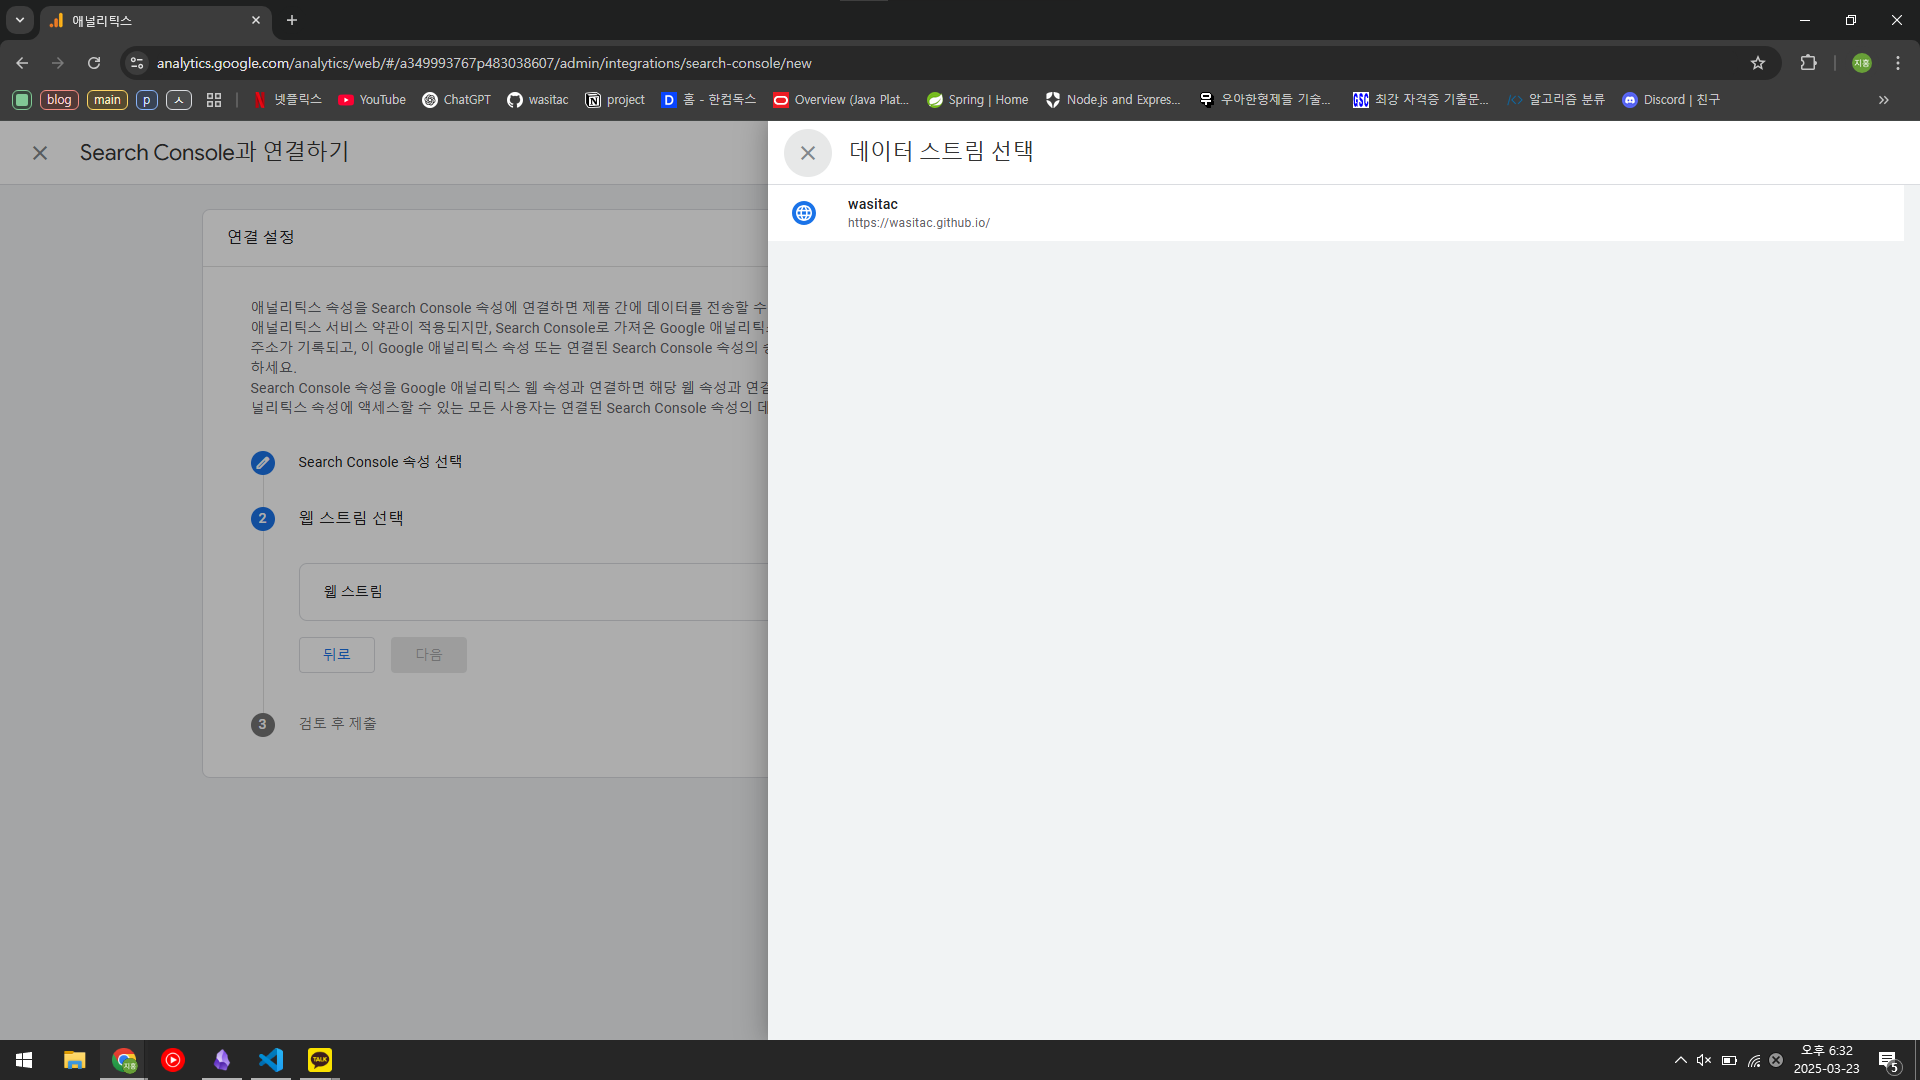 애널리틱스
analytics.google.com/analytics/web/#/a349993767p483038607/admin/integrations/search-console/new
지홍
blog
main
p
ㅅ
넷플릭스
YouTube
ChatGPT
wasitac
project
홈 - 한컴독스
Overview (Java Plat...
Spring | Home
Node.js and Expres...
우아한형제들 기술...
최강 자격증 기출문...
알고리즘 분류
Discord | 친구
Search Console과 연결하기
연결 설정
애널리틱스 속성을 Search Console 속성에 연결하면 제품 간에 데이터를 전송할 수
애널리틱스 서비스 약관이 적용되지만, Search Console로 가져온 Google 애널리틱
주소가 기록되고, 이 Google 애널리틱스 속성 또는 연결된 Search Console 속성의
하세요.
Search Console 속성을 Google 애널리틱스 웹 속성과 연결하면 해당 웹 속성과 연결
널리틱스 속성에 액세스할 수 있는 모든 사용자는 연결된 Search Console 속성의 데
Search Console 속성 선택
2
웹 스트림 선택
웹 스트림
뒤로
다음
3
검토 후 제출
데이터 스트림 선택
wasitac
https://wasitac.github.io/
지홍
TALK
오후 6:32
2025-03-23
5